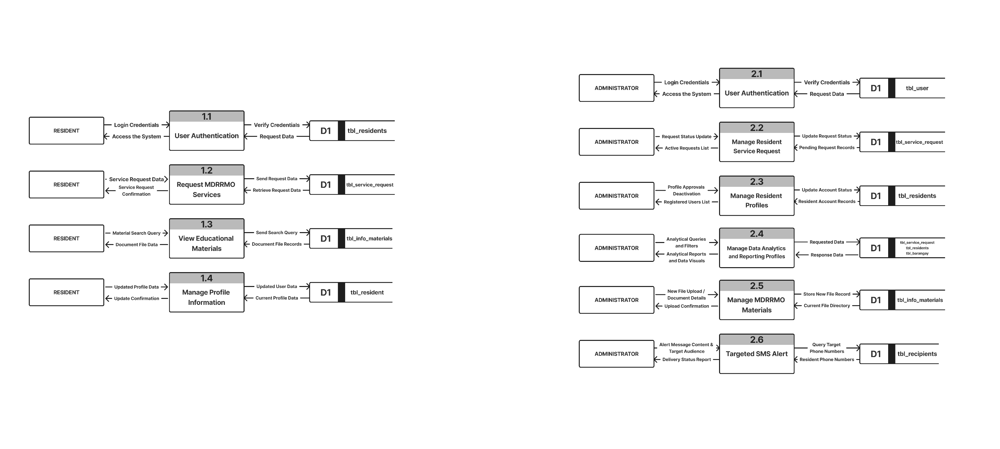 1.1
RESIDENT
Login Credentials
Access the System
User Authentication
Verify Credentials
Request Data
D1
tbl_residents
1.2
RESIDENT
Service Request Data
Service Request
Confirmation
Request MDRRMO
Services
Send Request Data
Retrieve Request Data
D1
tbl_service_request
1.3
RESIDENT
Material Search Query
Document File Data
View Educational
Materials
Send Search Query
Document File Records
D1
tbl_info_materials
1.4
RESIDENT
Updated Profile Data
Update Confirmation
Manage Profile
Information
Updated User Data
Current Profile Data
D1
tbl_resident
2.1
ADMINISTRATOR
Login Credentials
Access the System
User Authentication
Verify Credentials
Request Data
D1
tbl_user
2.2
ADMINISTRATOR
Request Status Update
Active Requests List
Manage Resident
Service Request
Update Request Status
Pending Request Records
D1
tbl_service_request
2.3
ADMINISTRATOR
Profile Approvals
Deactivation
Registered Users List
Manage Resident
Profiles
Update Account Status
Resident Account Records
D1
tbl_residents
2.4
ADMINISTRATOR
Analytical Queries
and Filters
Analytical Reports
and Data Visuals
Manage Data Analytics
and Reporting Profiles
Requested Data
Response Data
D1
tbl_service_request
tbl_residents
tbl_barangay
2.5
ADMINISTRATOR
New File Upload /
Document Details
Upload Confirmation
Manage MDRRMO
Materials
Store New File Record
Current File Directory
D1
tbl_info_materials
2.6
ADMINISTRATOR
Alert Message Content &
Target Audience
Delivery Status Report
Targeted SMS Alert
Query Target
Phone Numbers
Resident Phone Numbers
D1
tbl_recipients